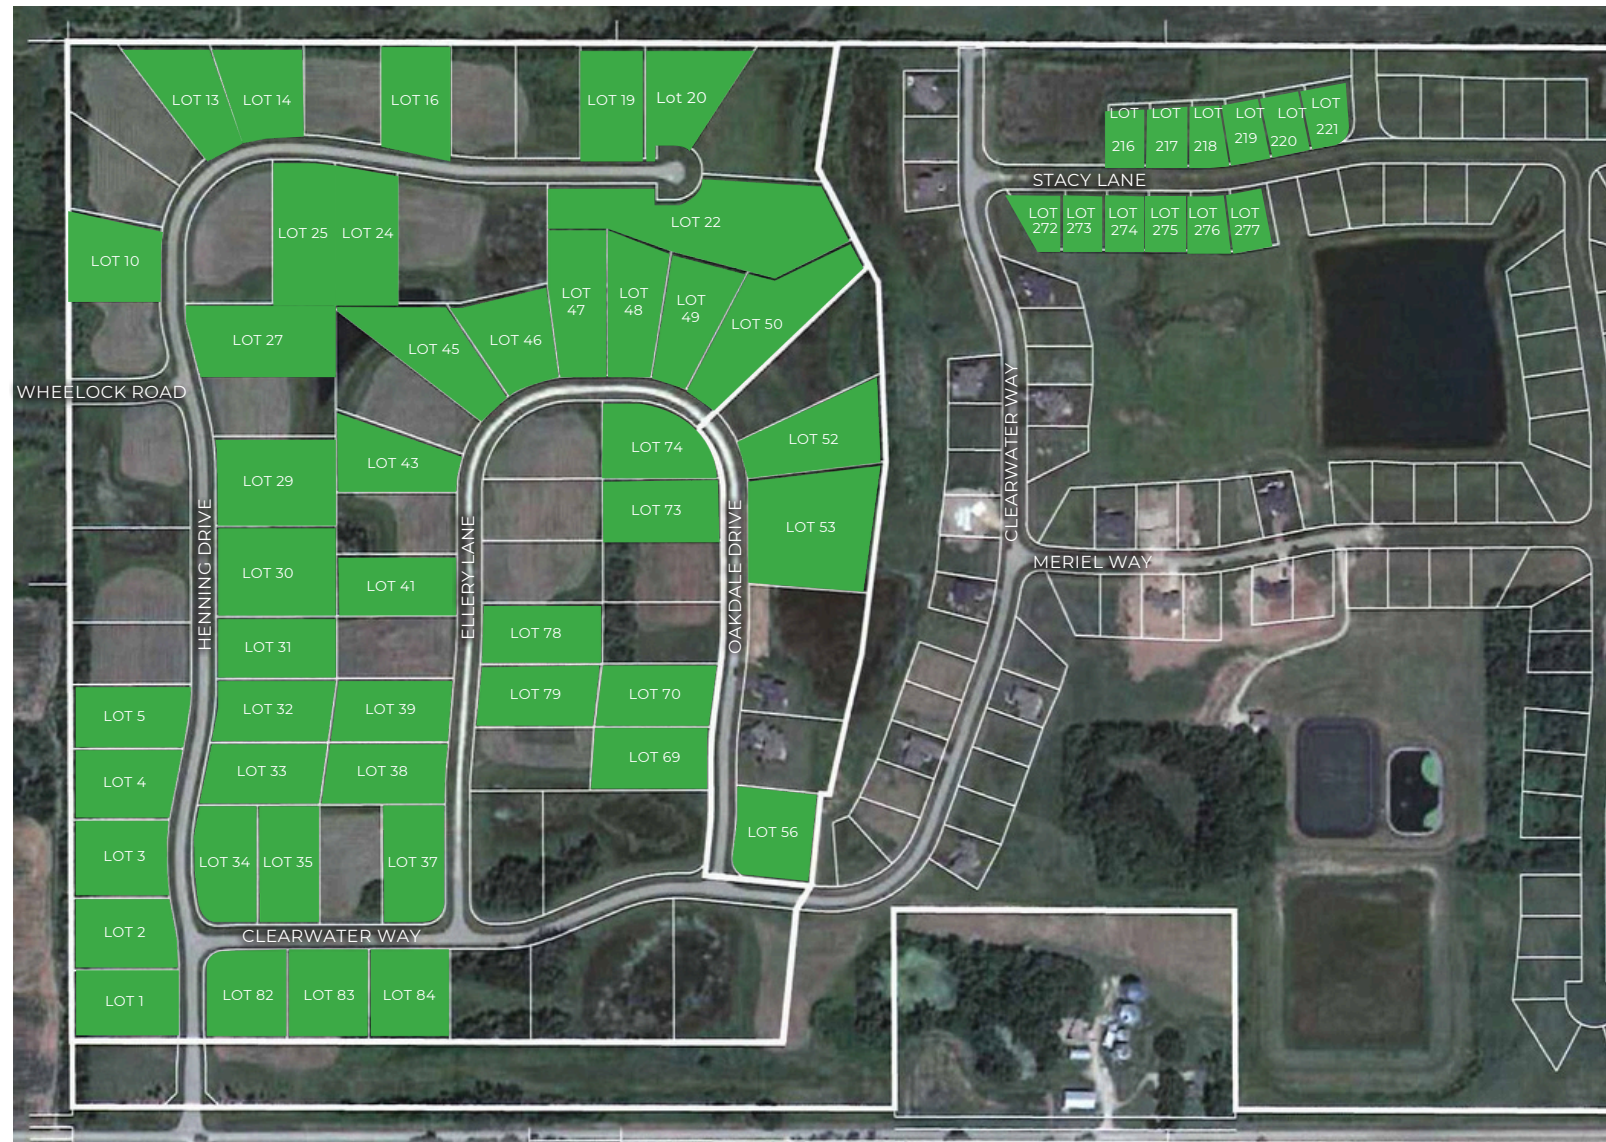 LOT 13
LOT 14
LOT 16
LOT 19
Lot 20
LOT
216
LOT
217
LOT
218
LOT
219
LOT
220
LOT
221
STACY LANE
LOT
272
LOT
273
LOT
274
LOT
275
LOT
276
LOT
277
LOT 10
LOT 25
LOT 24
LOT 22
LOT 27
LOT 45
LOT 46
LOT
47
LOT
48
LOT
49
LOT 50
WHEELOCK ROAD
CLEARWATER WAY
LOT 29
LOT 43
LOT 74
LOT 52
LOT 73
LOT 53
HENNING DRIVE
ELLERY LANE
OAKDALE DRIVE
MERIEL WAY
LOT 30
LOT 41
LOT 31
LOT 78
LOT 5
LOT 32
LOT 39
LOT 79
LOT 70
LOT 4
LOT 33
LOT 38
LOT 69
LOT 3
LOT 34
LOT 35
LOT 37
LOT 56
LOT 2
CLEARWATER WAY
LOT 1
LOT 82
LOT 83
LOT 84